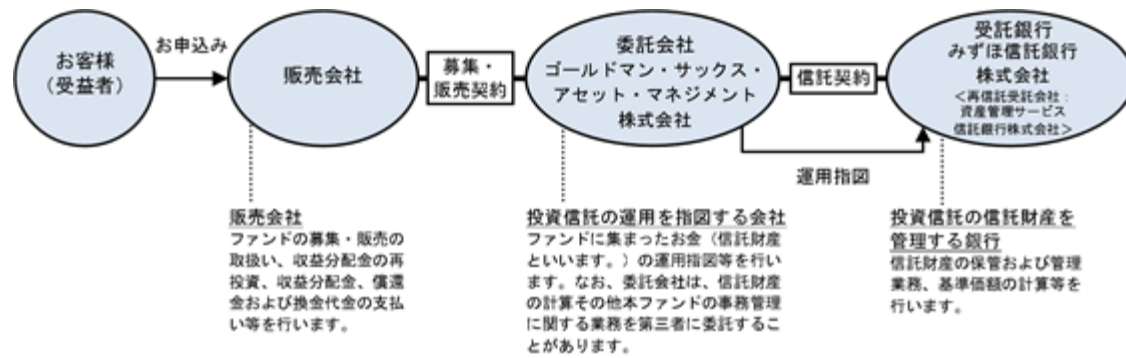 お客様
(受益者)
お申込み
販売会社
募集・
販売契約
委託会社
ゴールドマン・サックス・
アセット・マネジメント
株式会社
信託契約
受託銀行
みずほ信託銀行
株式会社
<再信託受託会社:
資産管理サービス
信託銀行株式会社>
運用指図
販売会社
ファンドの募集・販売の
取扱い、収益分配金の再
投資、収益分配金、償還
金および換金代金の支払
い等を行います。
投資信託の運用を指図する会社
ファンドに集まったお金(信託財産
といいます。)の運用指図等を行い
ます。なお、委託会社は、信託財産
の計算その他本ファンドの事務管理
に関する業務を第三者に委託するこ
とがあります。
投資信託の信託財産を
管理する銀行
信託財産の保管および管理
業務、基準価額の計算等を
行います。